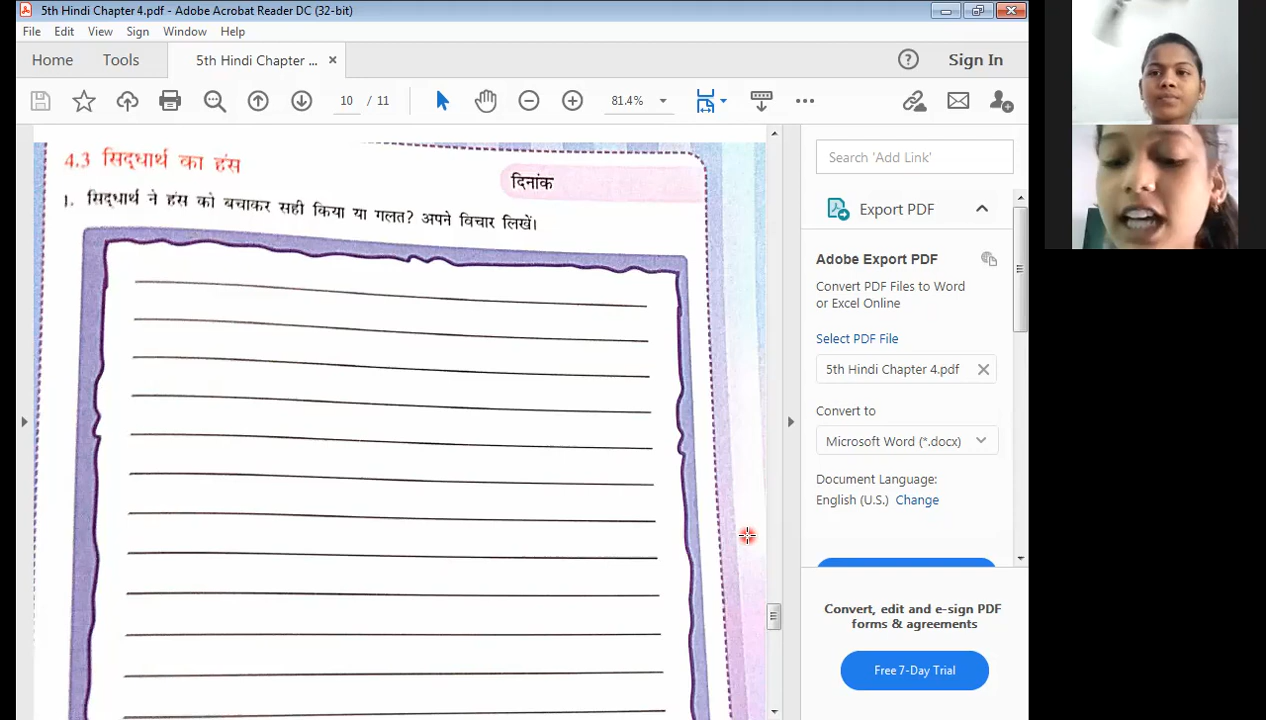 5th Hindi Chapter 4.pdf - Adobe Acrobat Reader DC (32-bit)
File Edit View Sign Window Help
Home Tools 5th Hindi Chapter ... × Sign In
10 / 11 81.4%
4.3 सिद्धार्थ का हंस
दिनांक
1. सिद्धार्थ ने हंस को बचाकर सही किया या गलत? अपने विचार लिखें।
Search 'Add Link'
Export PDF
Adobe Export PDF
Convert PDF Files to Word
or Excel Online
Select PDF File
5th Hindi Chapter 4.pdf
Convert to
Microsoft Word (*.docx)
Document Language:
English (U.S.) Change
Convert, edit and e-sign PDF
forms & agreements
Free 7-Day Trial